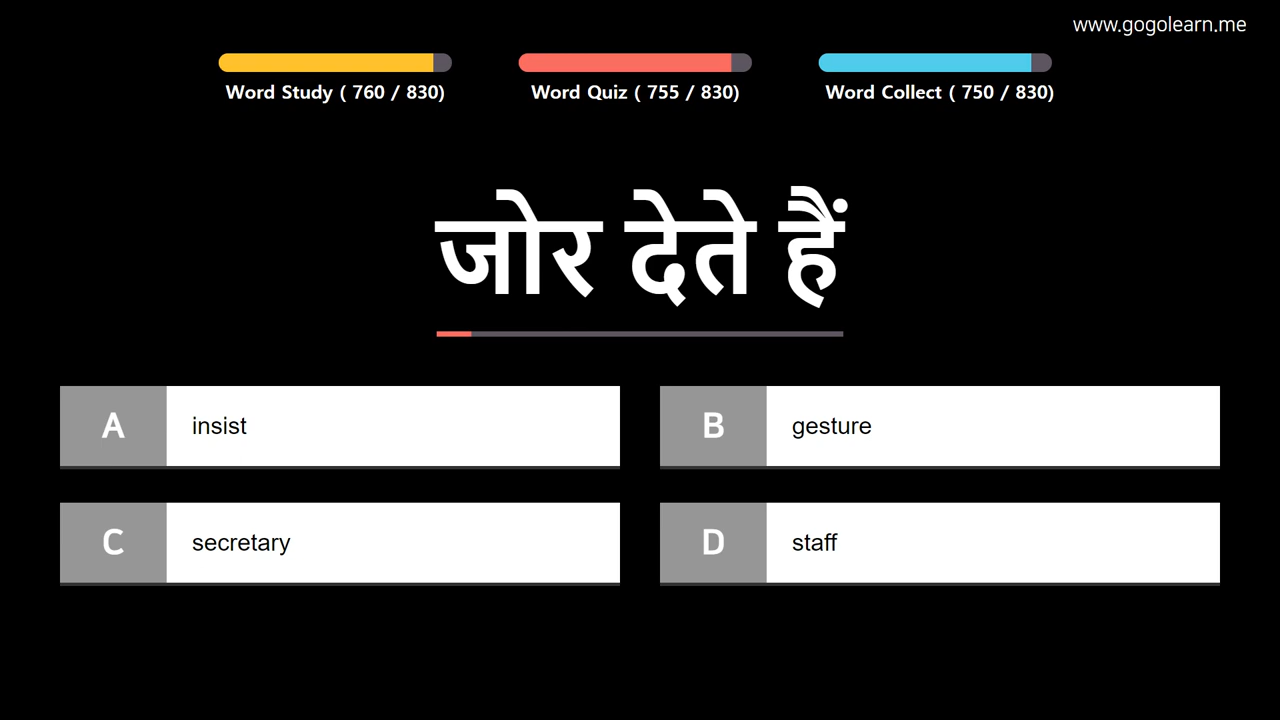 www.gogolearn.me
Word Study ( 760 / 830)
Word Quiz ( 755 / 830)
Word Collect ( 750 / 830)
जोर देते हैं
A insist
B gesture
C secretary
D staff